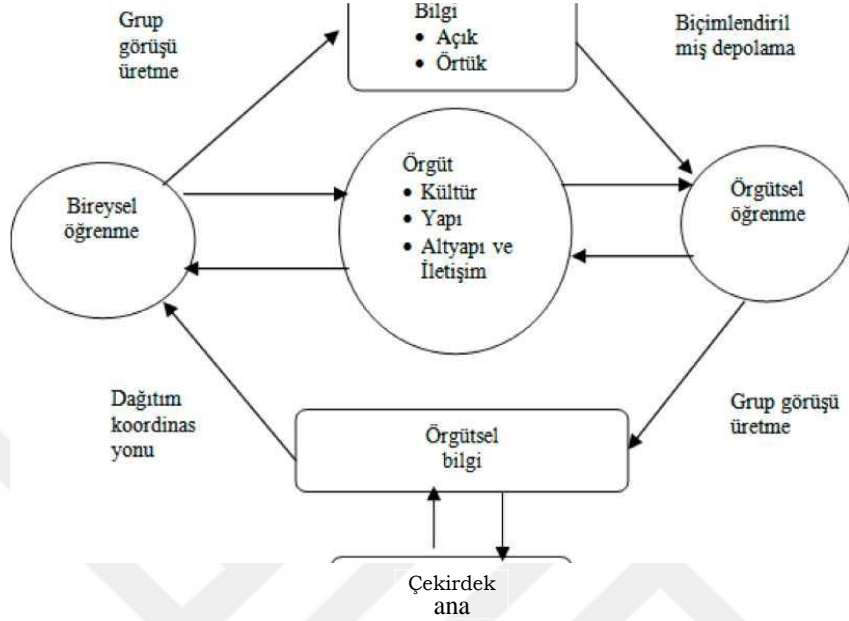 Grup
görüşü
üretme
Bilgi
• Açık
• Örtük
Biçimlendiril
miş depolama
Bireysel
öğrenme
Örgüt
• Kültür
• Yapı
• Altyapı ve
İletişim
Örgütsel
öğrenme
Dağıtım
koordinas
yonu
Örgütsel
bilgi
Grup görüşü
üretme
Çekirdek
ana